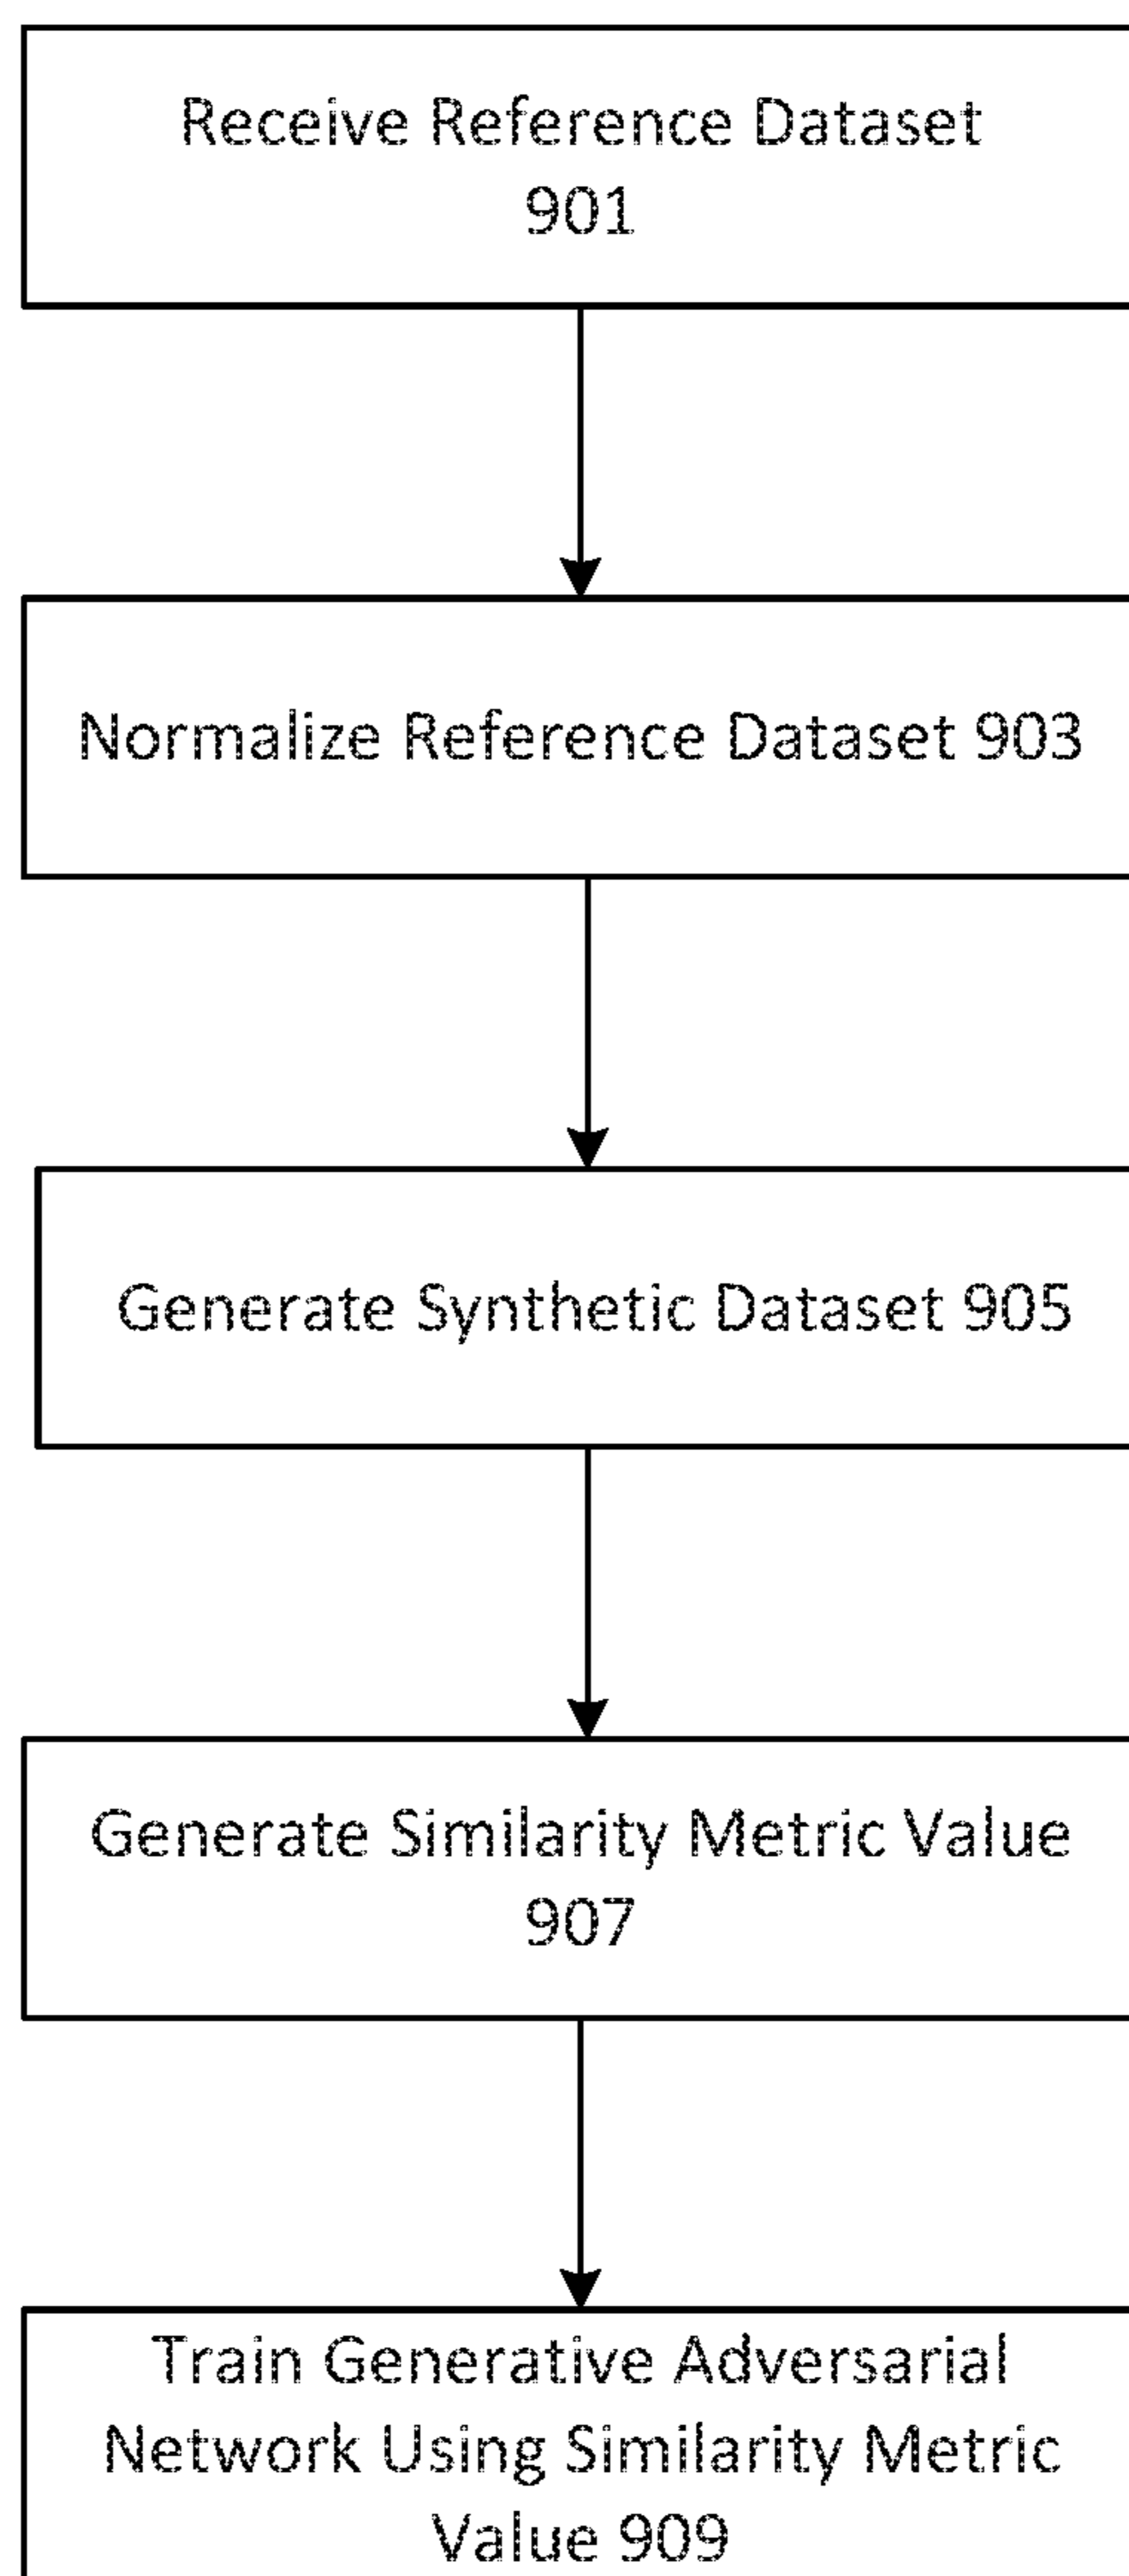 Receive Reference Dataset
901
Normalize Reference Dataset 903
Generate Synthetic Dataset 905
Generate Similarity Metric Value
907
Train Generative Adversarial
Network Using Similarity Metric
Value 909